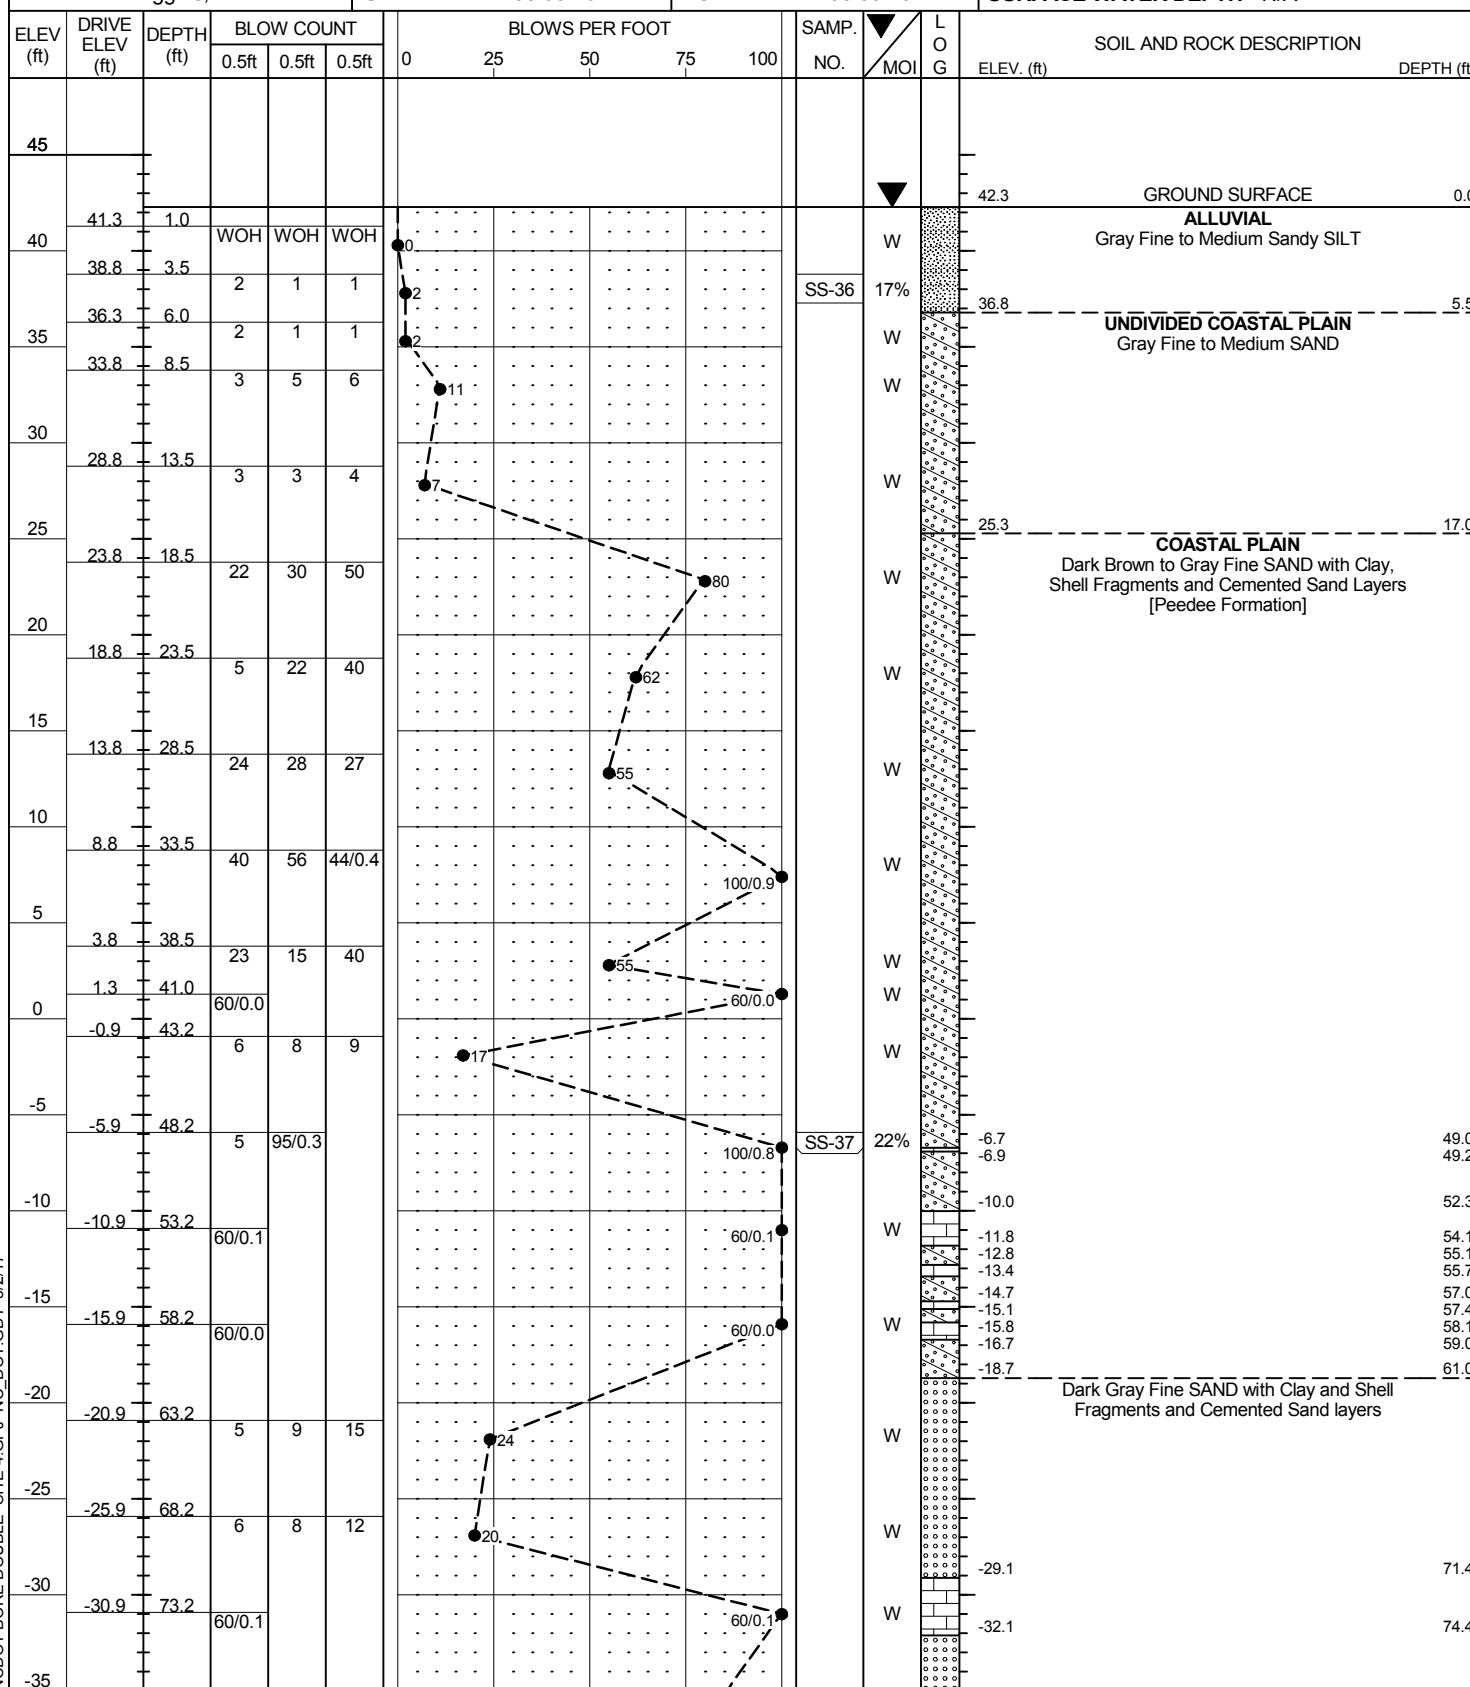 ELEV (ft) DRIVE ELEV (ft) DEPTH (ft) BLOW COUNT BLOWS PER FOOT SAMP. NO. MOI LOG SOIL AND ROCK DESCRIPTION
0.5ft 0.5ft 0.5ft 0 25 50 75 100 ELEV. (ft) DEPTH (ft
45
42.3 GROUND SURFACE 0.0
41.3 1.0 ALLUVIAL
WOH WOH WOH 0 W Gray Fine to Medium Sandy SILT
40
38.8 3.5
2 1 1 2 SS-36 17%
36.8 5.5
36.3 6.0 UNDIVIDED COASTAL PLAIN
2 1 1 2 W Gray Fine to Medium SAND
35
33.8 8.5
3 5 6 11 W
30
28.8 13.5
3 3 4 7 W
25
25.3 17.0
23.8 18.5 COASTAL PLAIN
22 30 50 80 W Dark Brown to Gray Fine SAND with Clay,
Shell Fragments and Cemented Sand Layers
[Peedee Formation]
20
18.8 23.5
5 22 40 62 W
15
13.8 28.5
24 28 27 55 W
10
8.8 33.5
40 56 44/0.4 100/0.9 W
5
3.8 38.5
23 15 40 55 W
1.3 41.0
60/0.0 60/0.0 W
0
-0.9 43.2
6 8 9 17 W
-5
-5.9 48.2
5 95/0.3 100/0.8 SS-37 22% -6.7 49.0
-6.9 49.2
-10 -10.0 52.3
-10.9 53.2
60/0.1 60/0.1 W -11.8 54.1
-12.8 55.1
-13.4 55.7
-15 -14.7 57.0
-15.9 58.2 -15.1 57.4
60/0.0 60/0.0 W -15.8 58.1
-16.7 59.0
-18.7 61.0
-20 Dark Gray Fine SAND with Clay and Shell
-20.9 63.2 Fragments and Cemented Sand layers
5 9 15 24 W
-25
-25.9 68.2
6 8 12 20 W
-29.1 71.4
-30
-30.9 73.2
60/0.1 60/0.1 W -32.1 74.4
-35